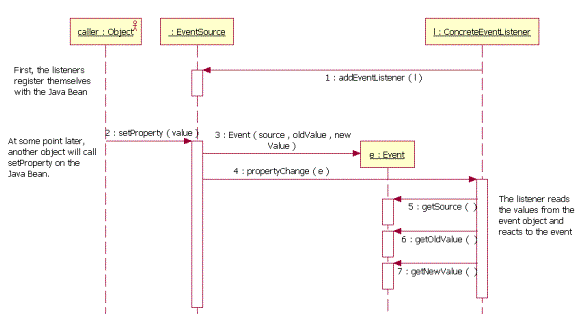 caller : Object
: EventSource
l : ConcreteEventListener
First, the listeners
register themselves
with the Java Bean
1 : addEventListener ( l )
At some point later,
another object will call
setProperty on the
Java Bean.
2 : setProperty ( value )
3 : Event ( source , oldValue , new
Value )
e : Event
4 : propertyChange ( e )
5 : getSource ( )
6 : getOldValue ( )
7 : getNewValue ( )
The listener reads
the values from the
event object and
reacts to the event